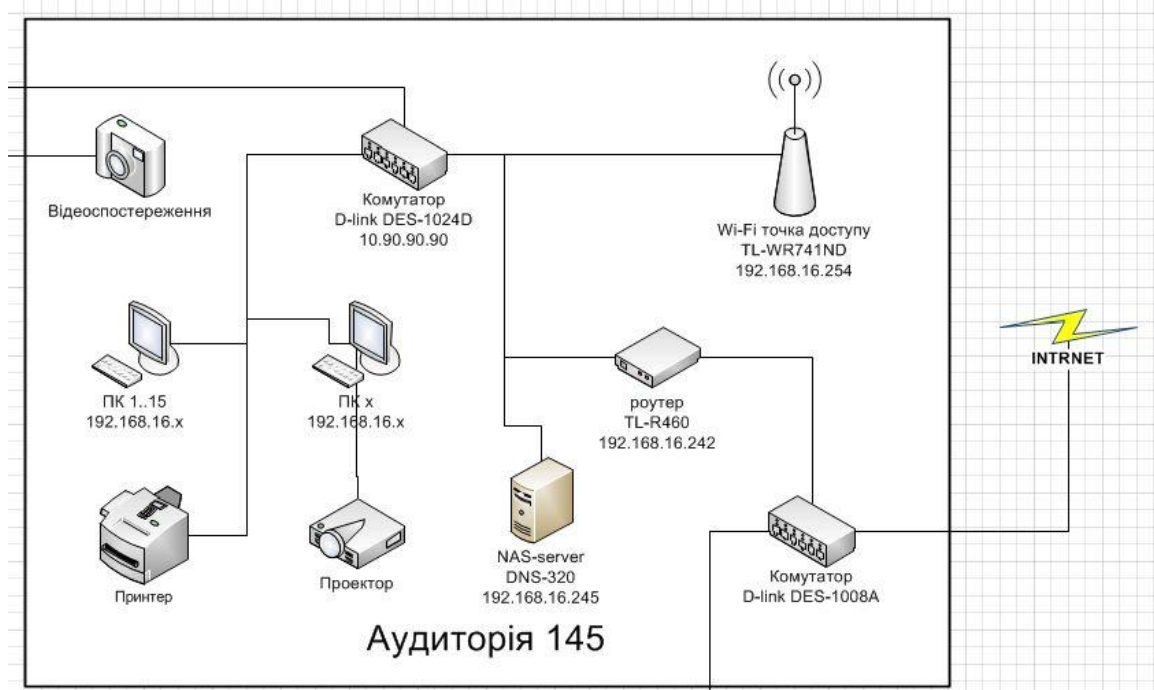 Відеоспостереження
Комутатор
D-link DES-1024D
10.90.90.90
Wi-Fi точка доступу
TL-WR741ND
192.168.16.254
INTRNET
ПК 1..15
192.168.16.x
ПК x
192.168.16.x
роутер
TL-R460
192.168.16.242
Принтер
Проектор
NAS-server
DNS-320
192.168.16.245
Комутатор
D-link DES-1008A
Аудиторія 145